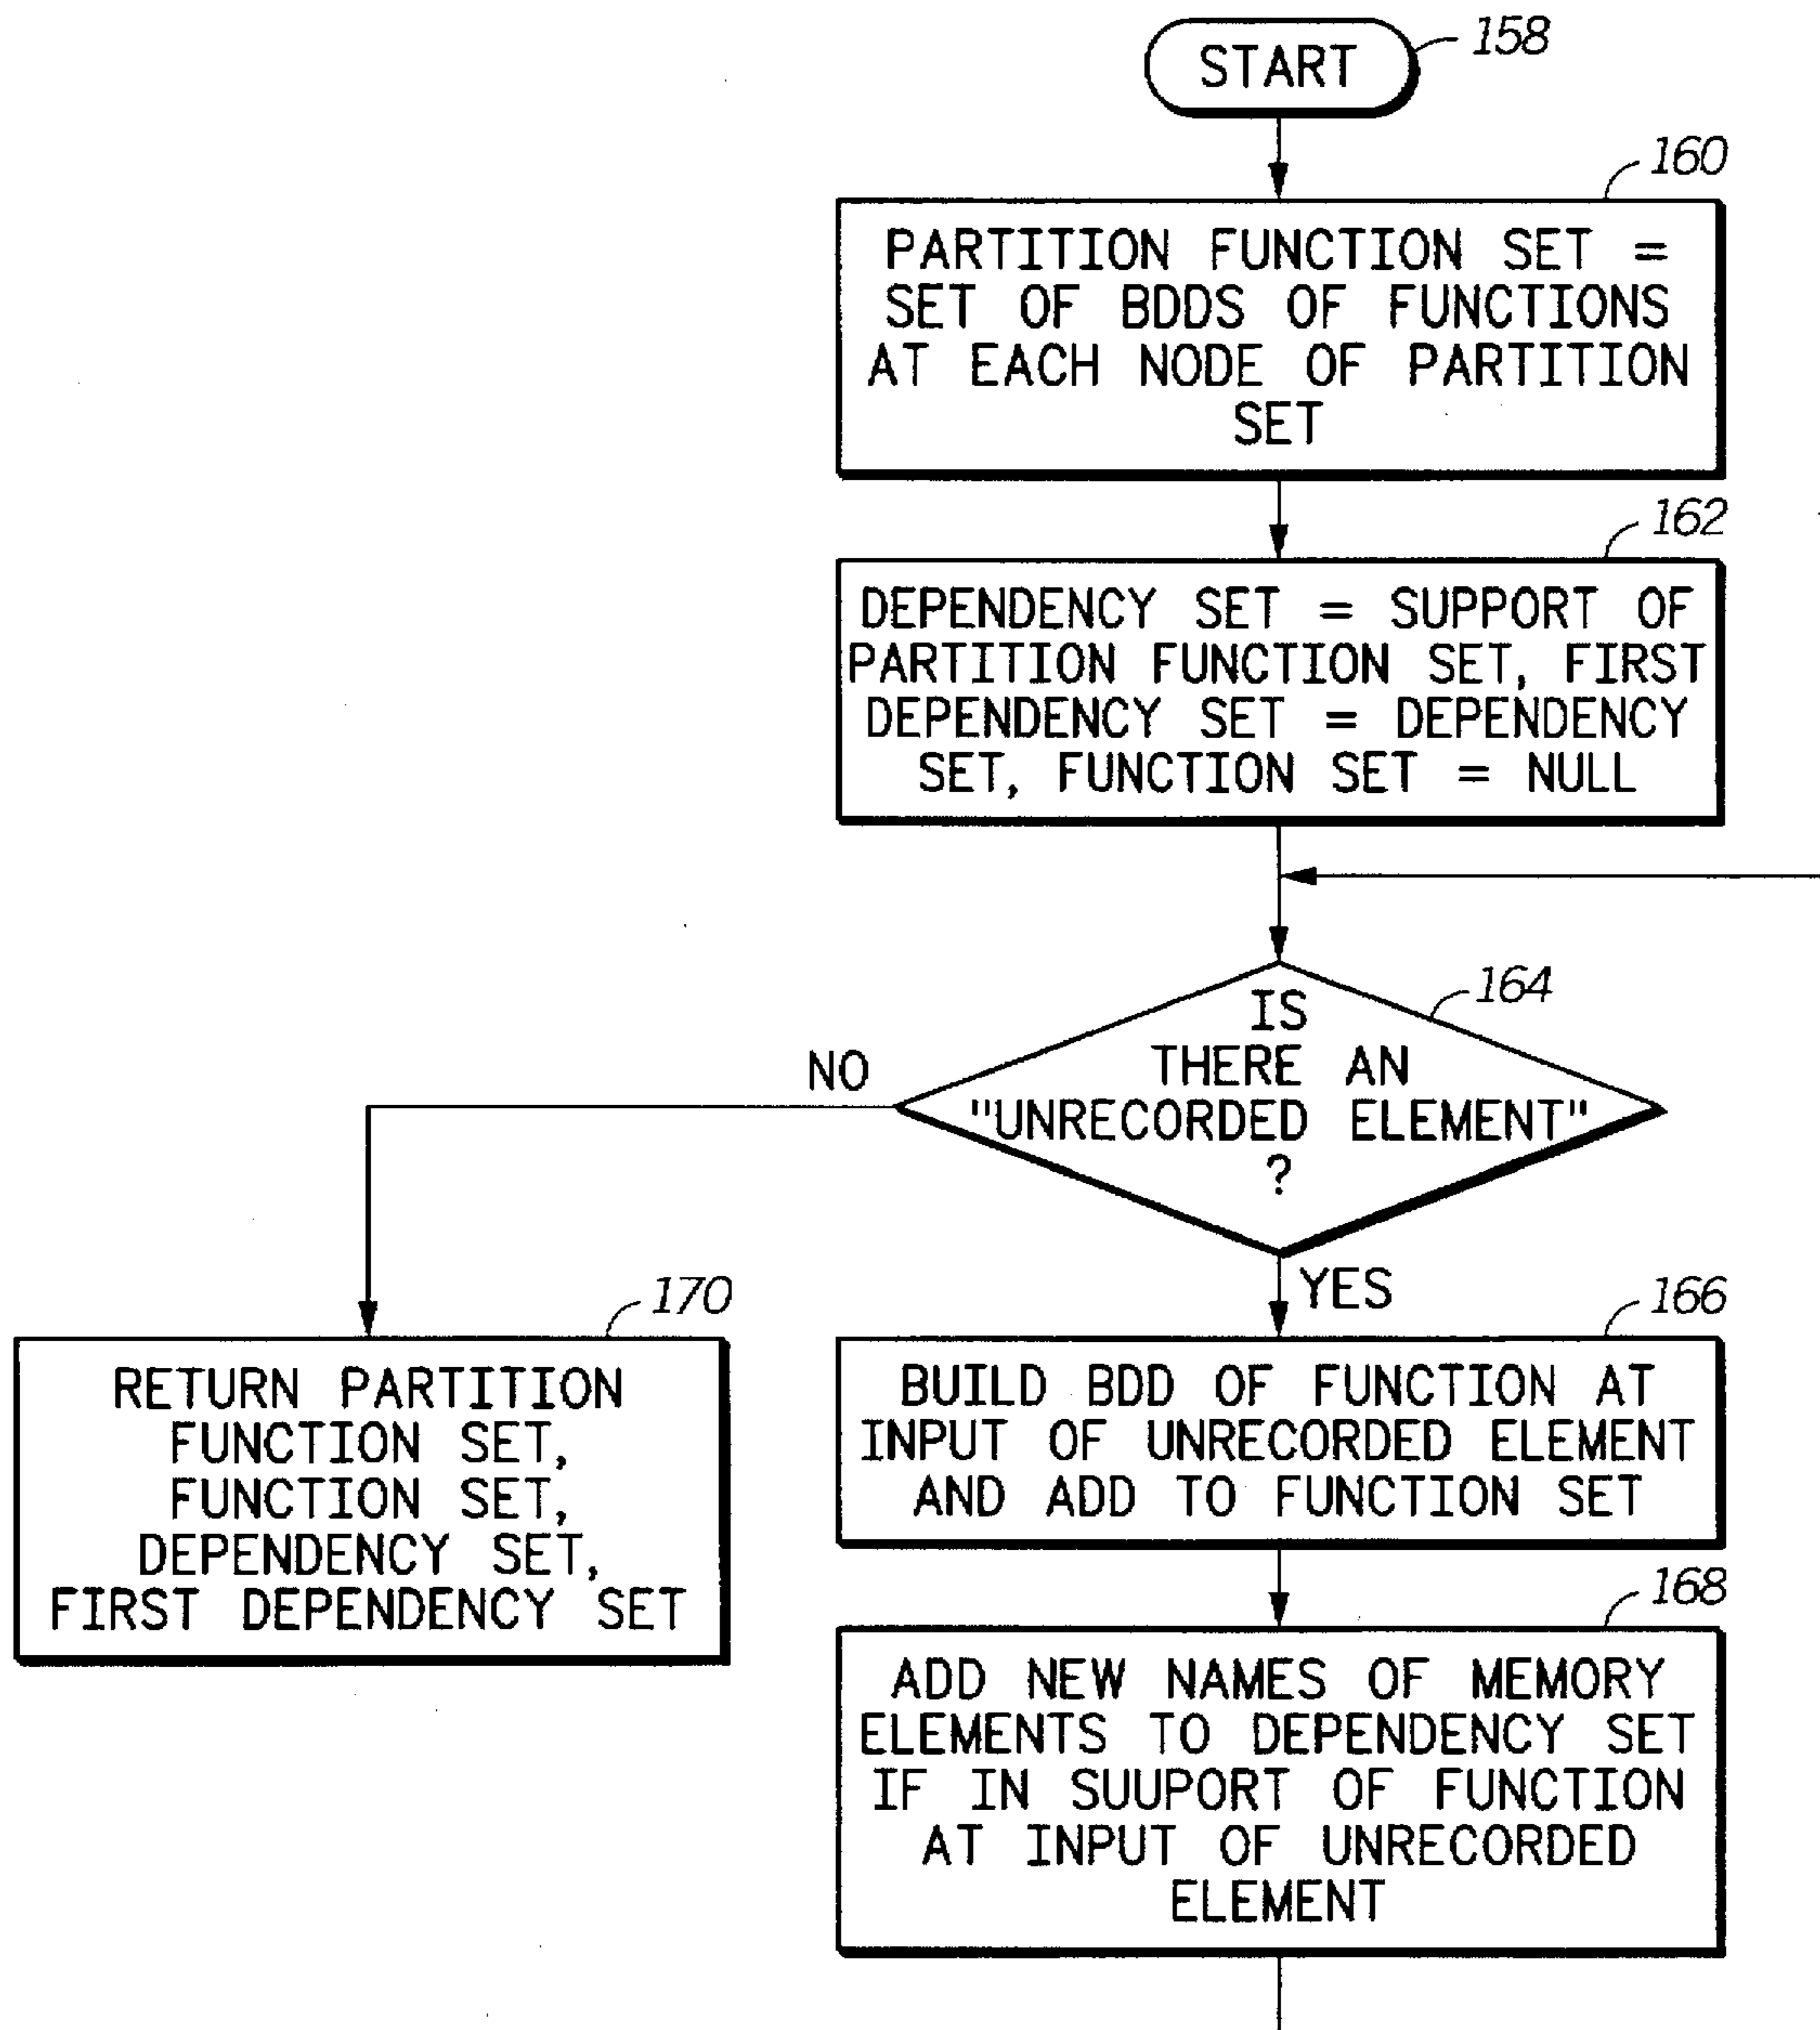 START
158
160
PARTITION FUNCTION SET =
SET OF BDDS OF FUNCTIONS
AT EACH NODE OF PARTITION
SET
162
DEPENDENCY SET = SUPPORT OF
PARTITION FUNCTION SET, FIRST
DEPENDENCY SET = DEPENDENCY
SET, FUNCTION SET = NULL
164
IS
THERE AN
"UNRECORDED ELEMENT"
?
NO
YES
170
RETURN PARTITION
FUNCTION SET,
FUNCTION SET,
DEPENDENCY SET,
FIRST DEPENDENCY SET
166
BUILD BDD OF FUNCTION AT
INPUT OF UNRECORDED ELEMENT
AND ADD TO FUNCTION SET
168
ADD NEW NAMES OF MEMORY
ELEMENTS TO DEPENDENCY SET
IF IN SUUPORT OF FUNCTION
AT INPUT OF UNRECORDED
ELEMENT